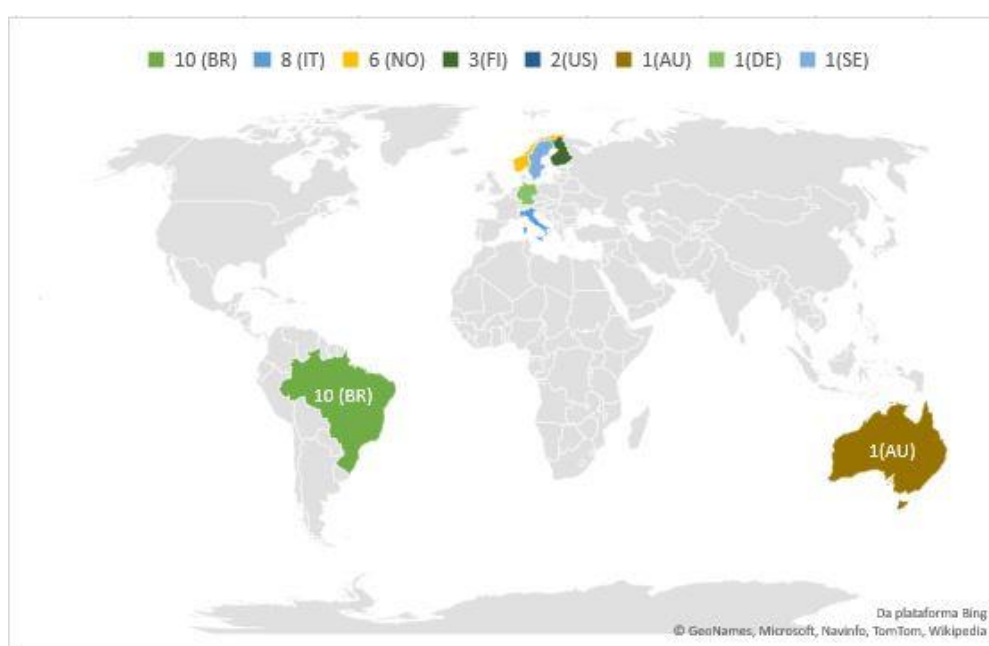 10 (BR) 8 (IT) 6 (NO) 3(FI) 2(US) 1(AU) 1(DE) 1(SE)
10 (BR)
1(AU)
Da plataforma Bing
© GeoNames, Microsoft, Navinfo, TomTom, Wikipedia